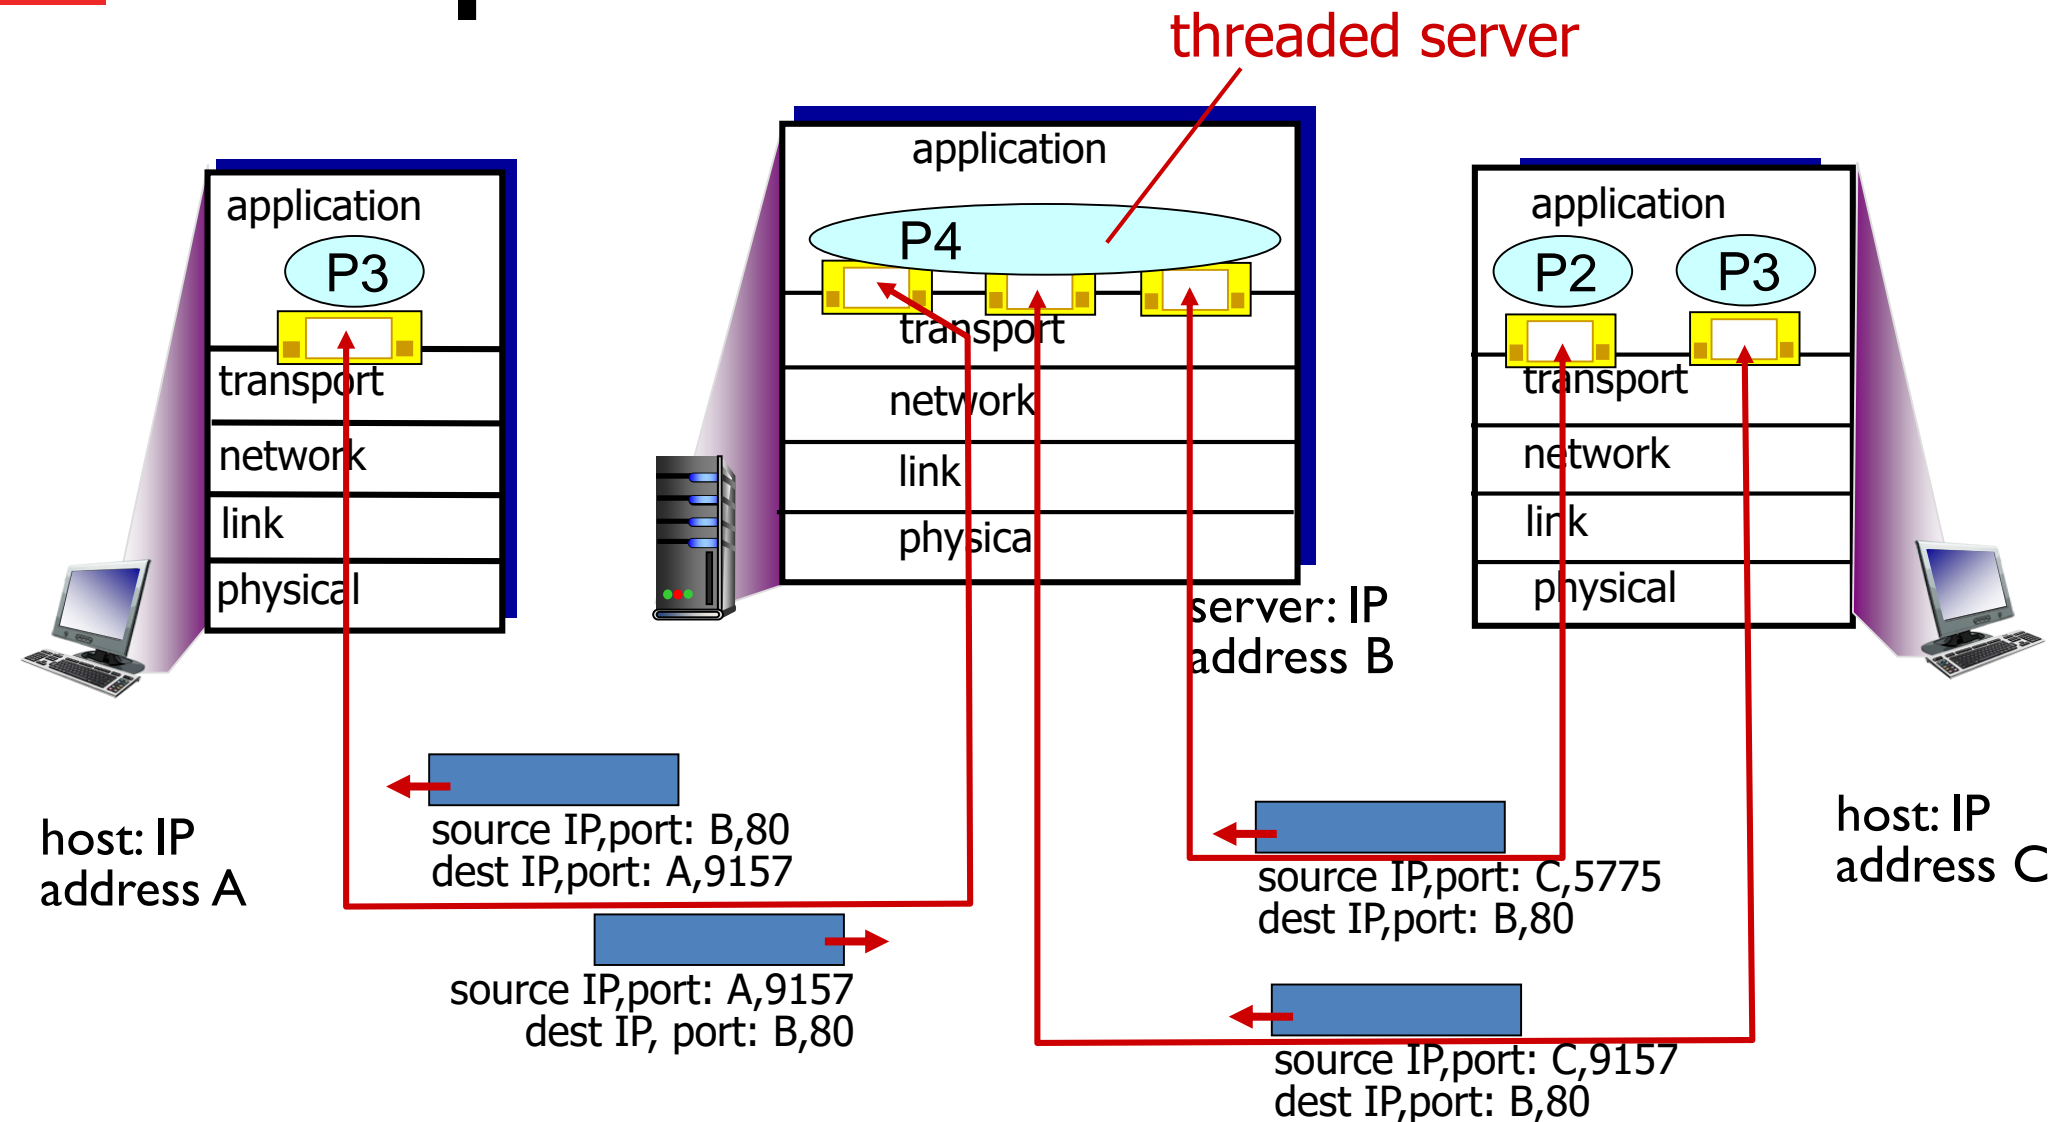 threaded server
application
P3
transport
network
link
physical
host: IP
address A
application
P4
transport
network
link
physica
server: IP
address B
application
P2
P3
transport
network
link
physical
host: IP
address C
source IP,port: B,80
dest IP,port: A,9157
source IP,port: A,9157
dest IP, port: B,80
source IP,port: C,5775
dest IP,port: B,80
source IP,port: C,9157
dest IP,port: B,80